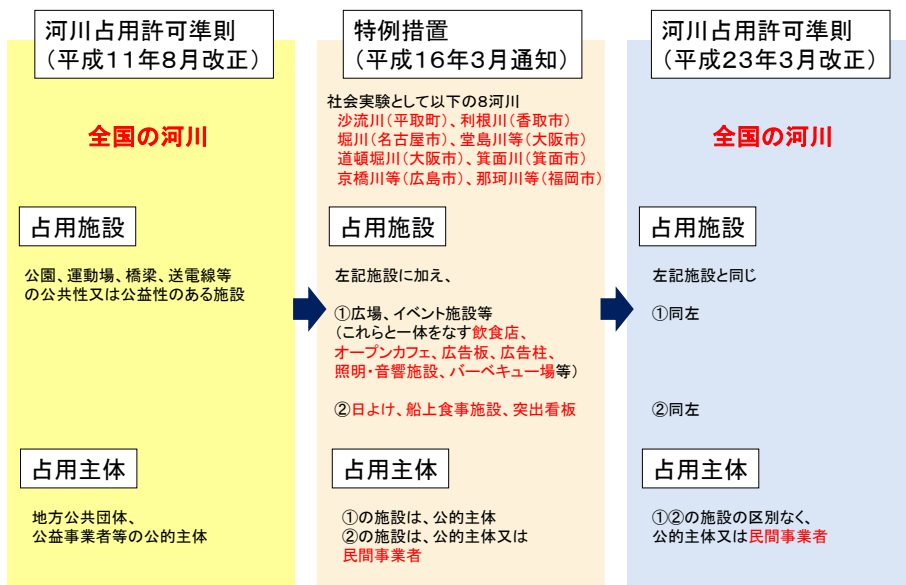 河川占用許可準則
（平成11年8月改正）
全国の河川
占用施設
公園、運動場、橋梁、送電線等
の公共性又は公益性のある施設
占用主体
地方公共団体、
公益事業者等の公的主体
特例措置
（平成16年3月通知）
社会実験として以下の8河川
沙流川（平取町）、利根川（香取市）
堀川（名古屋市）、堂島川等（大阪市）
道頓堀川（大阪市）、箕面川（箕面市）
京橋川等（広島市）、那珂川等（福岡市）
占用施設
左記施設に加え、
①広場、イベント施設等
（これらと一体をなす飲食店、
オープンカフェ、広告板、広告柱、
照明・音響施設、バーベキュー場等）
②日よけ、船上食事施設、突出看板
占用主体
①の施設は、公的主体
②の施設は、公的主体又は
民間事業者
河川占用許可準則
（平成23年3月改正）
全国の河川
占用施設
左記施設と同じ
①同左
②同左
占用主体
①②の施設の区別なく、
公的主体又は民間事業者